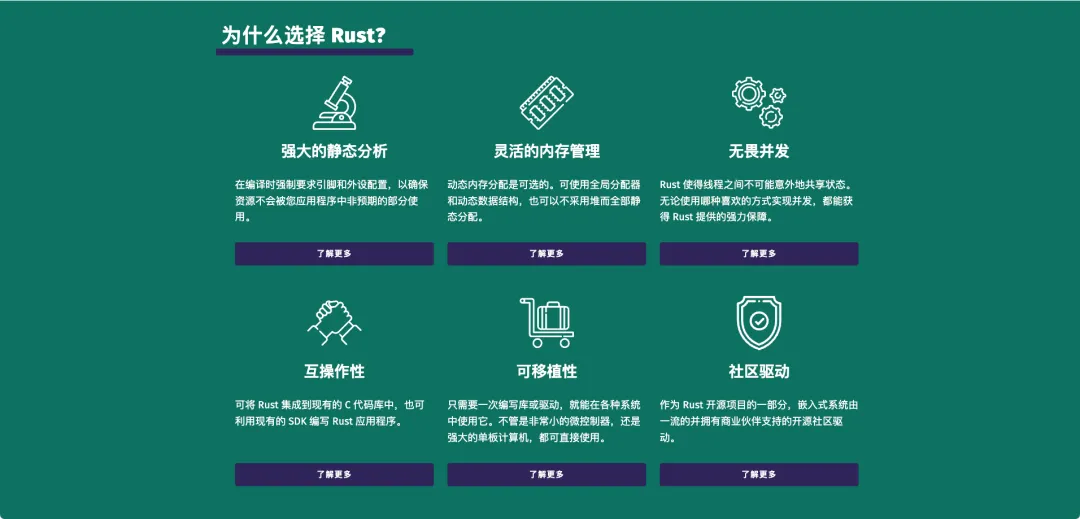 为什么选择 Rust?
强大的静态分析
在编译时强制要求引脚和外设配置，以确保
资源不会被您应用程序中非预期的部分使
用。
了解更多
灵活的内存管理
动态内存分配是可选的。可使用全局分配器
和动态数据结构，也可以不采用堆而全部静
态分配。
了解更多
无畏并发
Rust 使得线程之间不可能意外地共享状态。
无论使用哪种喜欢的方式实现并发，都能获
得 Rust 提供的强力保障。
了解更多
互操作性
可将 Rust 集成到现有的 C 代码库中，也可
利用现有的 SDK 编写 Rust 应用程序。
了解更多
可移植性
只需要一次编写库或驱动，就能在各种系统
中使用它。不管是非常小的微控制器，还是
强大的单板计算机，都可直接使用。
了解更多
社区驱动
作为 Rust 开源项目的一部分，嵌入式系统由
一流的并拥有商业伙伴支持的开源社区驱
动。
了解更多